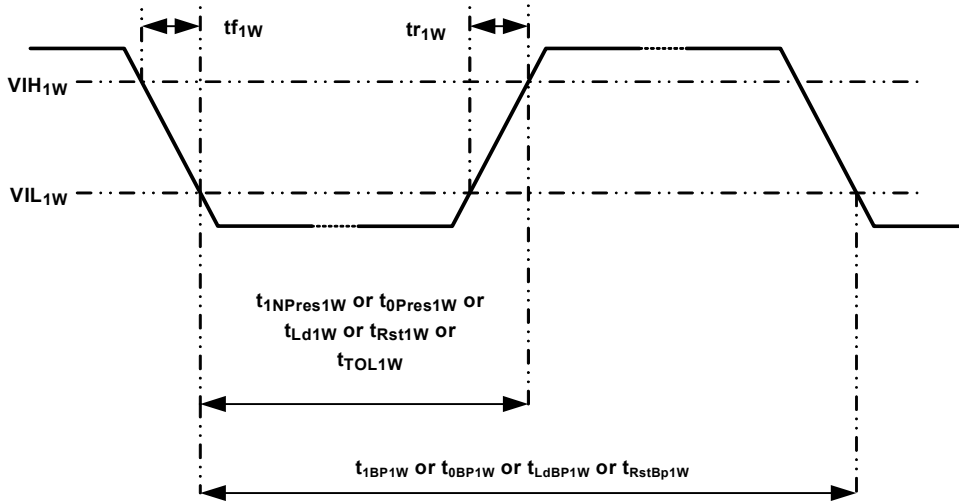 tf1W
tr1W
VIH1W
VIL1W
t1NPres1W or t0Pres1W or
tLd1W or tRst1W or
tTOL1W
t1BP1W or t0BP1W or tLdBP1W or tRstBp1W